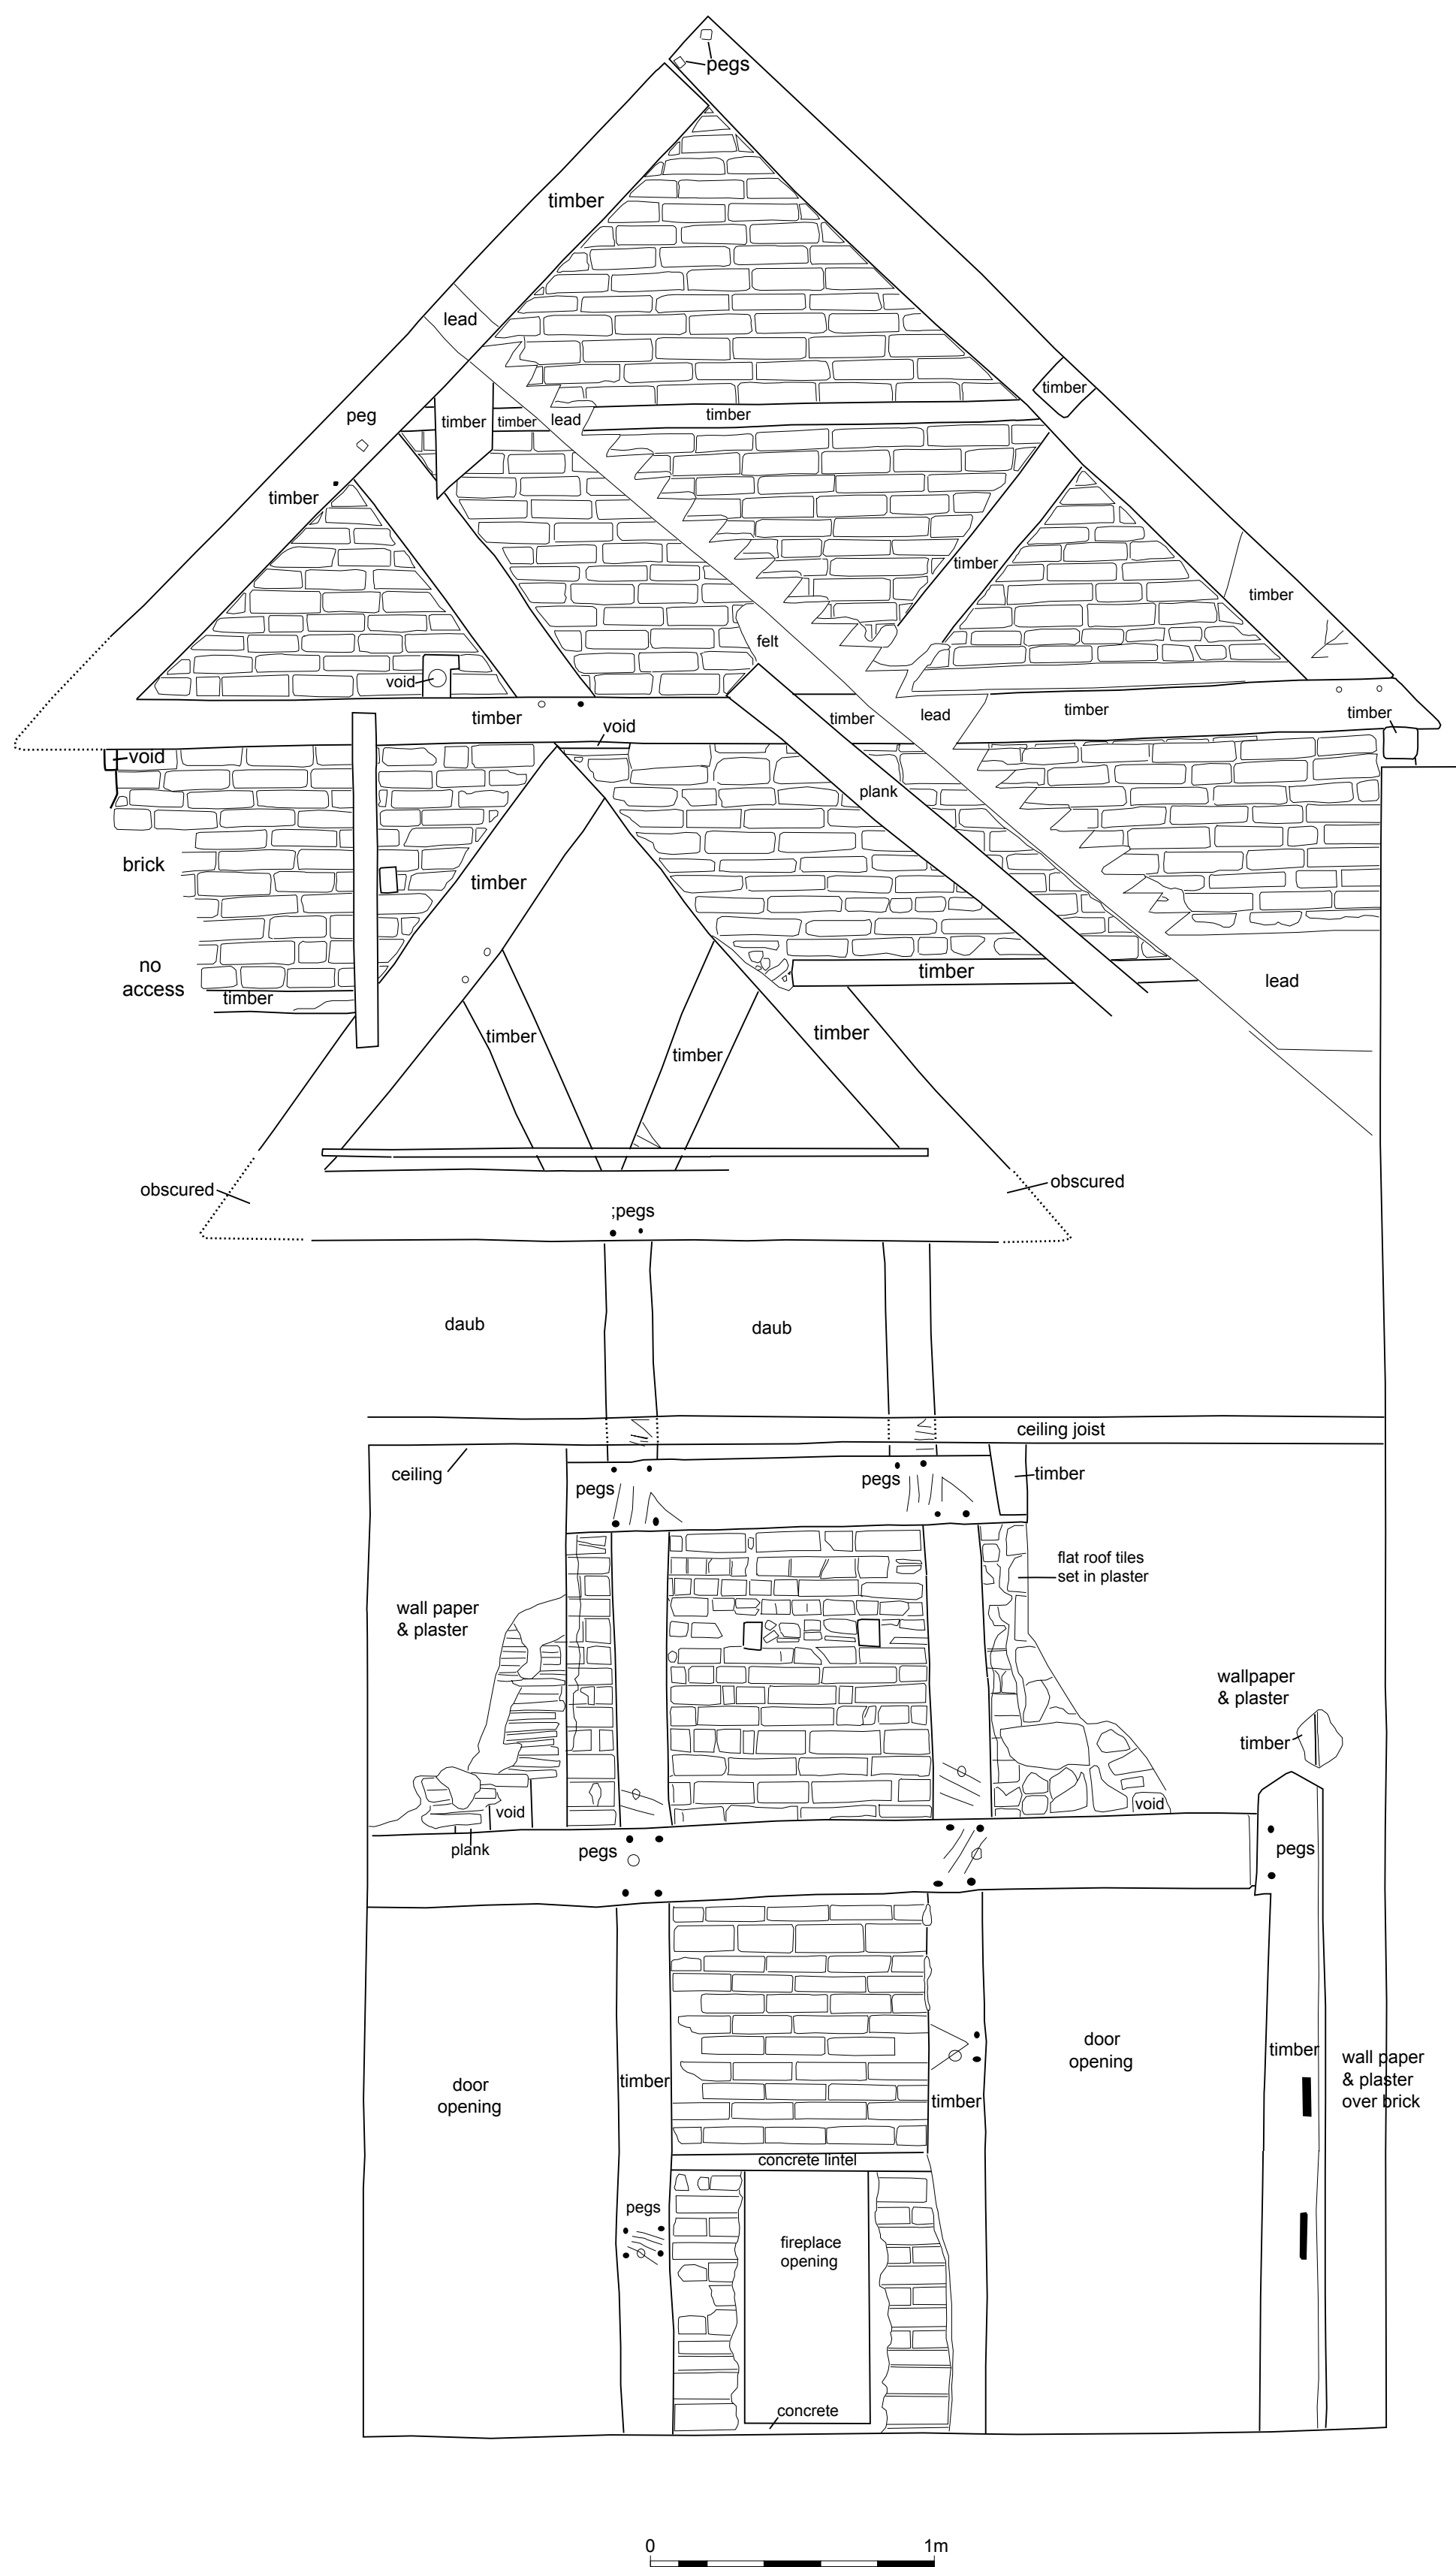 pegs
timber
lead
timber
peg
timber
timber
lead
timber
timber
timber
timber
felt
void
timber
void
timber
lead
timber
timber
void
plank
brick
timber
no
access
timber
timber
lead
timber
timber
timber
obscured
obscured
;pegs
daub
daub
ceiling joist
ceiling
pegs
pegs
timber
flat roof tiles
set in plaster
wall paper
& plaster
wallpaper
& plaster
timber
void
void
plank
pegs
pegs
door
opening
timber
timber
door
opening
timber
wall paper
& plaster
over brick
concrete lintel
pegs
fireplace
opening
concrete
0
1m